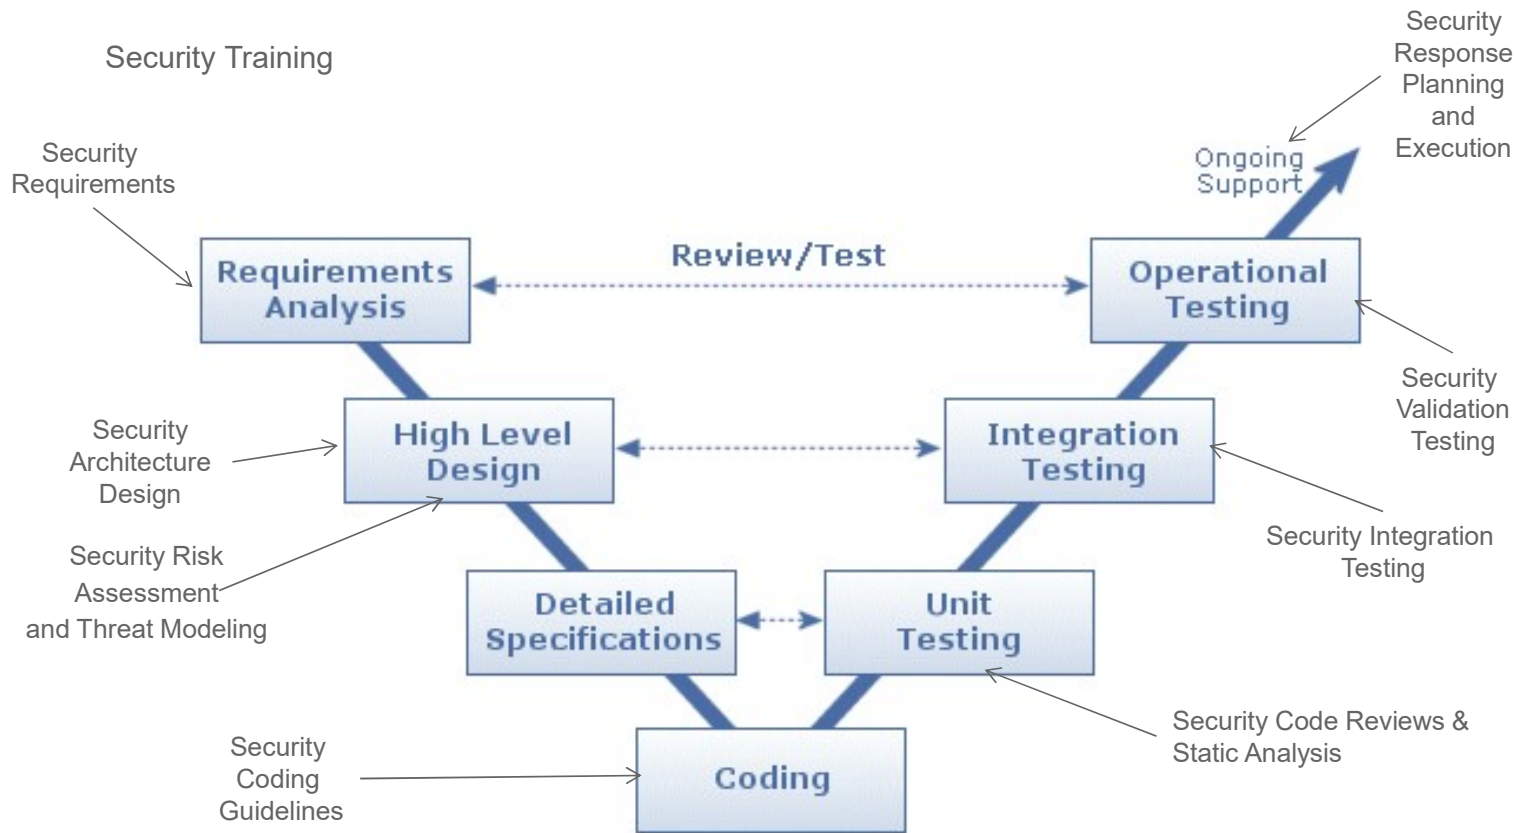 Security Training
Security
Response
Planning
and
Execution
Security
Requirements
Ongoing
Support
Requirements
Analysis
Review/Test
Operational
Testing
Security
Validation
Testing
Security
Architecture
Design
High Level
Design
Integration
Testing
Security Integration
Testing
Security Risk
Assessment
and Threat Modeling
Detailed
Specifications
Unit
Testing
Security Code Reviews &
Static Analysis
Security
Coding
Guidelines
Coding